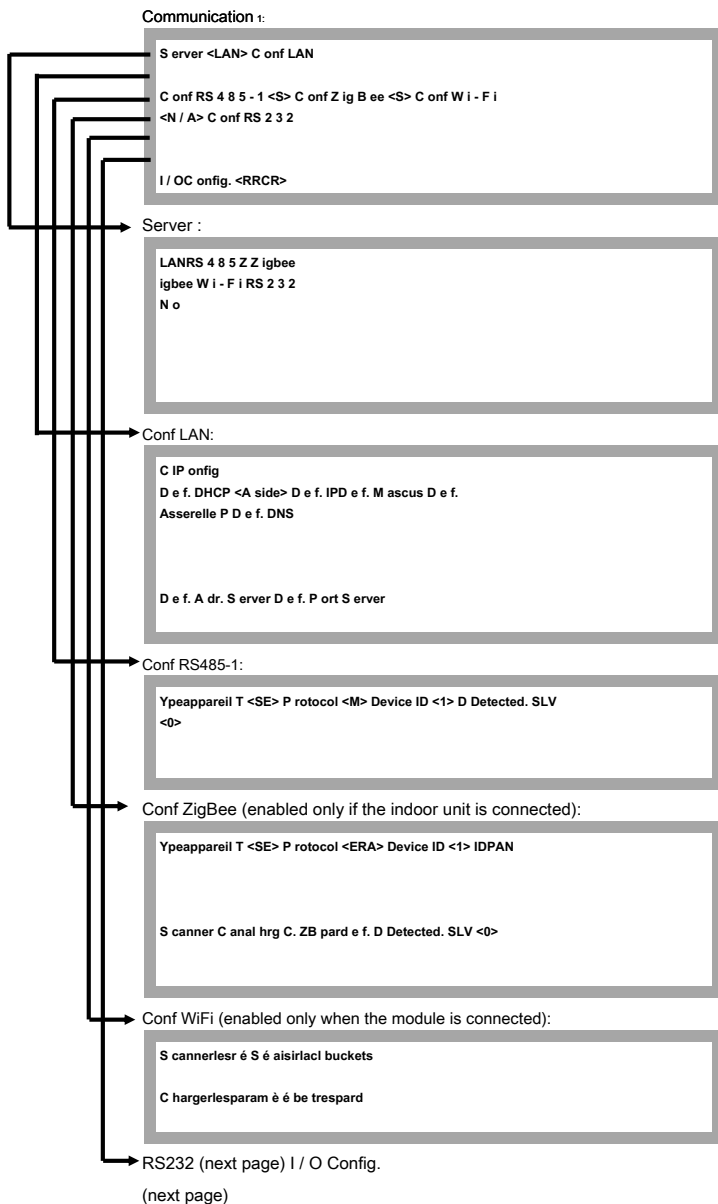 Communication 1:
S erver <LAN> C onf LAN
C onf RS 4 8 5 - 1 <S> C onf Z ig B ee <S> C onf W i - F i
<N / A> C onf RS 2 3 2
I / OC onfig. <RRCR>
Server :
LANRS 4 8 5 Z Z igbee
igbee W i - F i RS 2 3 2
N o
Conf LAN:
C IP onfig
D e f. DHCP <A side> D e f. IPD e f. M ascus D e f.
Asserelle P D e f. DNS
D e f. A dr. S erver D e f. P ort S erver
Conf RS485-1:
Ypeappareil T <SE> P rotocol <M> Device ID <1> D Detected. SLV
<0>
Conf ZigBee (enabled only if the indoor unit is connected):
Ypeappareil T <SE> P rotocol <ERA> Device ID <1> IDPAN
S canner C anal hrg C. ZB pard e f. D Detected. SLV <0>
Conf WiFi (enabled only when the module is connected):
S cannerlesr é S é aisirlacl buckets
C hargerlesparam è é be trespard
RS232 (next page) I / O Config.
(next page)